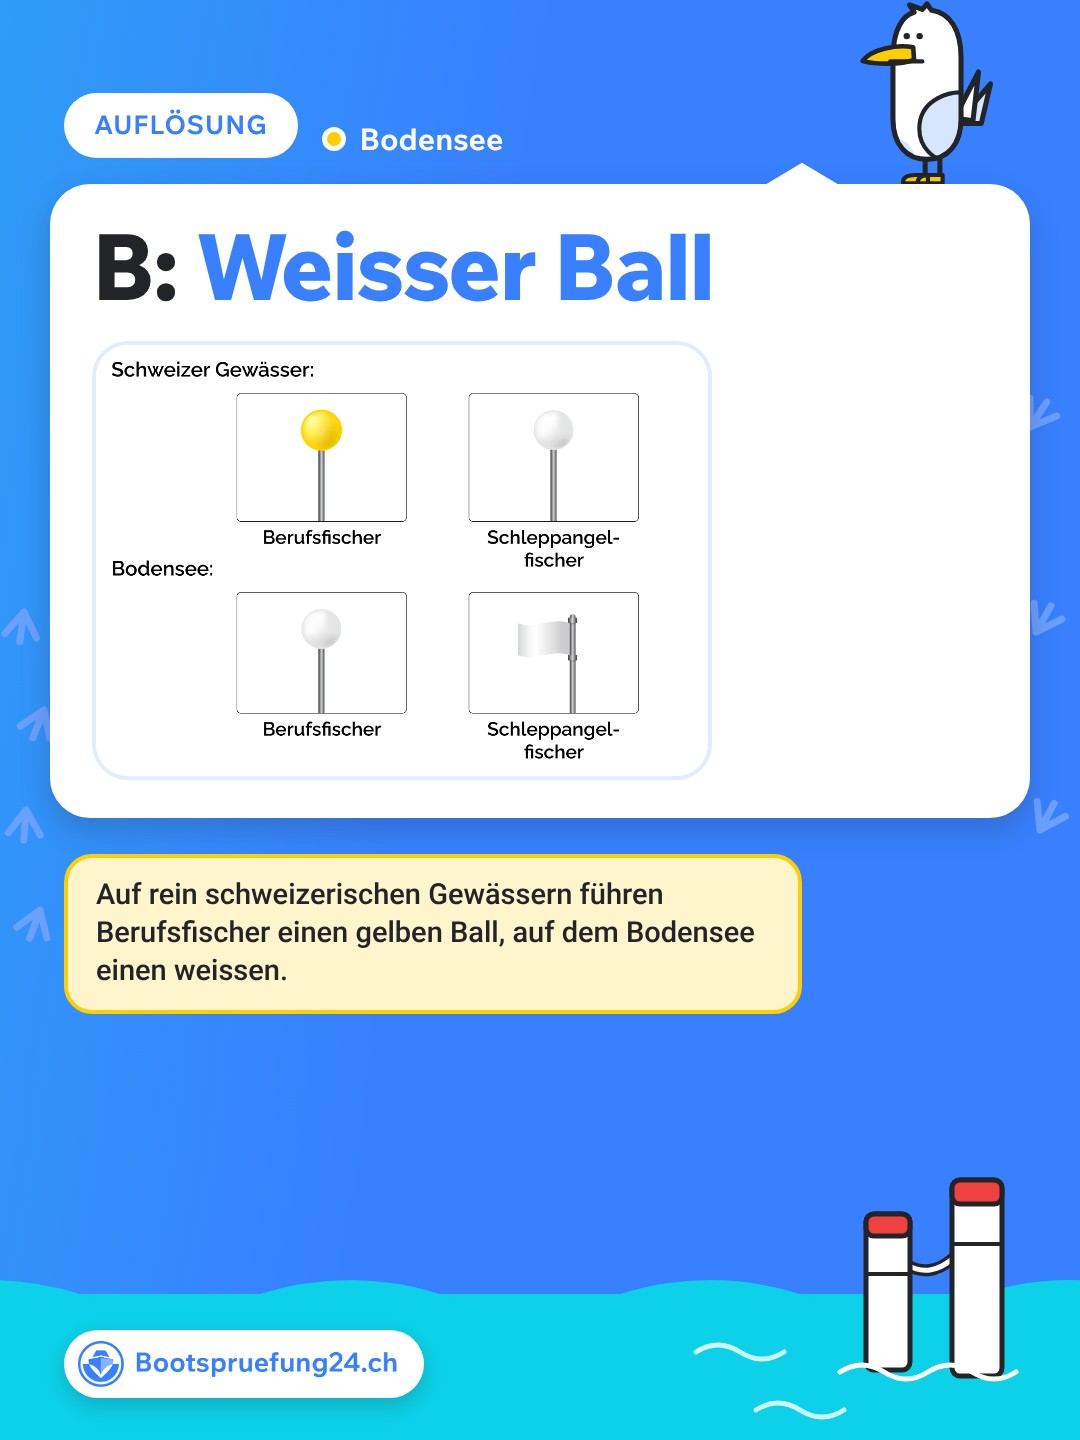 AUFLÖSUNG
Bodensee
B: Weisser Ball
Schweizer Gewässer:
Berufsfischer
Schleppangel-
fischer
Bodensee:
Berufsfischer
Schleppangel-
fischer
Auf rein schweizerischen Gewässern führen
Berufsfischer einen gelben Ball, auf dem Bodensee
einen weissen.
Bootspruefung24.ch